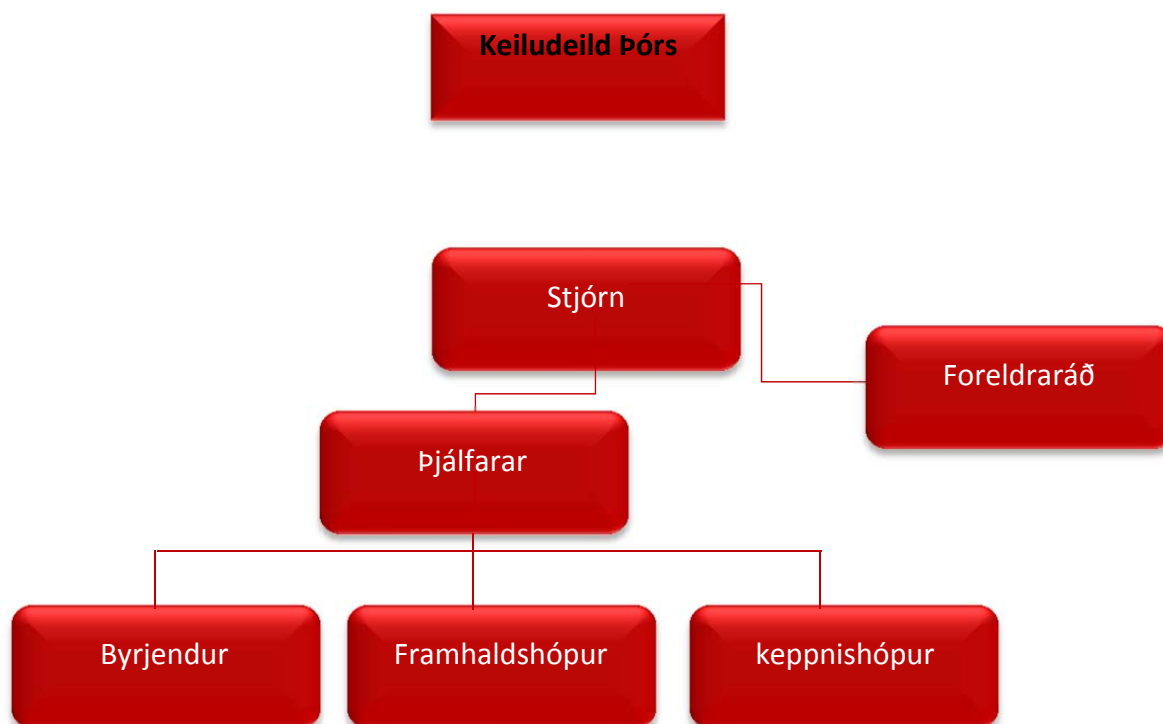 Keiludeild Þórs
Stjórn
Foreldraráð
Þjálfarar
Byrjendur
Framhaldshópur
keppnishópur